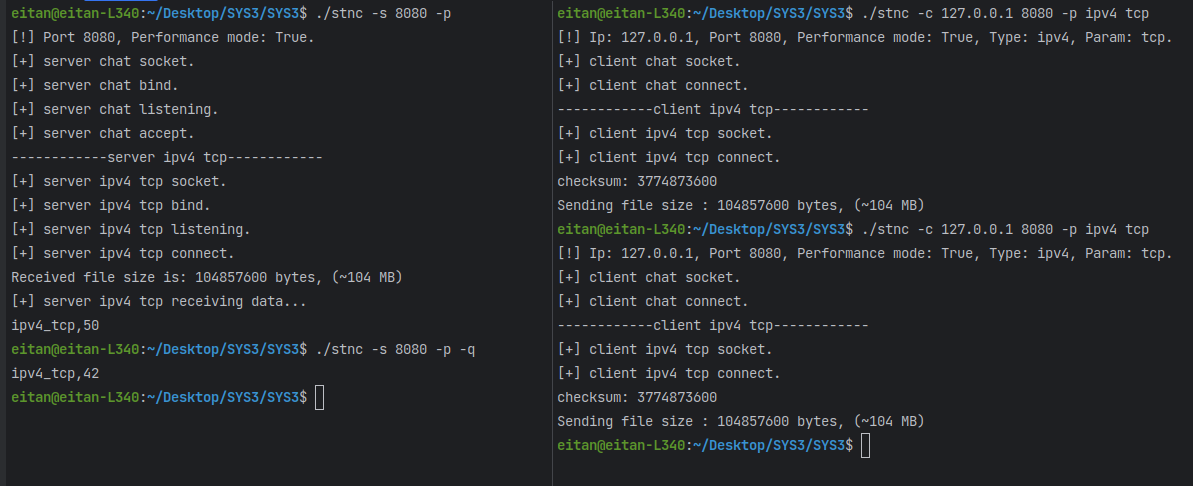 eitan@eitan-L340:~/Desktop/SYS3/SYS3$ ./stnc -s 8080 -p
[!] Port 8080, Performance mode: True.
[+] server chat socket.
[+] server chat bind.
[+] server chat listening.
[+] server chat accept.
------------server ipv4 tcp------------
[+] server ipv4 tcp socket.
[+] server ipv4 tcp bind.
[+] server ipv4 tcp listening.
[+] server ipv4 tcp connect.
Received file size is: 104857600 bytes, (~104 MB)
[+] server ipv4 tcp receiving data...
ipv4_tcp,50
eitan@eitan-L340:~/Desktop/SYS3/SYS3$ ./stnc -s 8080 -p -q
ipv4_tcp,42
eitan@eitan-L340:~/Desktop/SYS3/SYS3$
eitan@eitan-L340:~/Desktop/SYS3/SYS3$ ./stnc -c 127.0.0.1 8080 -p ipv4 tcp
[!] Ip: 127.0.0.1, Port 8080, Performance mode: True, Type: ipv4, Param: tcp.
[+] client chat socket.
[+] client chat connect.
------------client ipv4 tcp------------
[+] client ipv4 tcp socket.
[+] client ipv4 tcp connect.
checksum: 3774873600
Sending file size : 104857600 bytes, (~104 MB)
eitan@eitan-L340:~/Desktop/SYS3/SYS3$ ./stnc -c 127.0.0.1 8080 -p ipv4 tcp
[!] Ip: 127.0.0.1, Port 8080, Performance mode: True, Type: ipv4, Param: tcp.
[+] client chat socket.
[+] client chat connect.
------------client ipv4 tcp------------
[+] client ipv4 tcp socket.
[+] client ipv4 tcp connect.
checksum: 3774873600
Sending file size : 104857600 bytes, (~104 MB)
eitan@eitan-L340:~/Desktop/SYS3/SYS3$